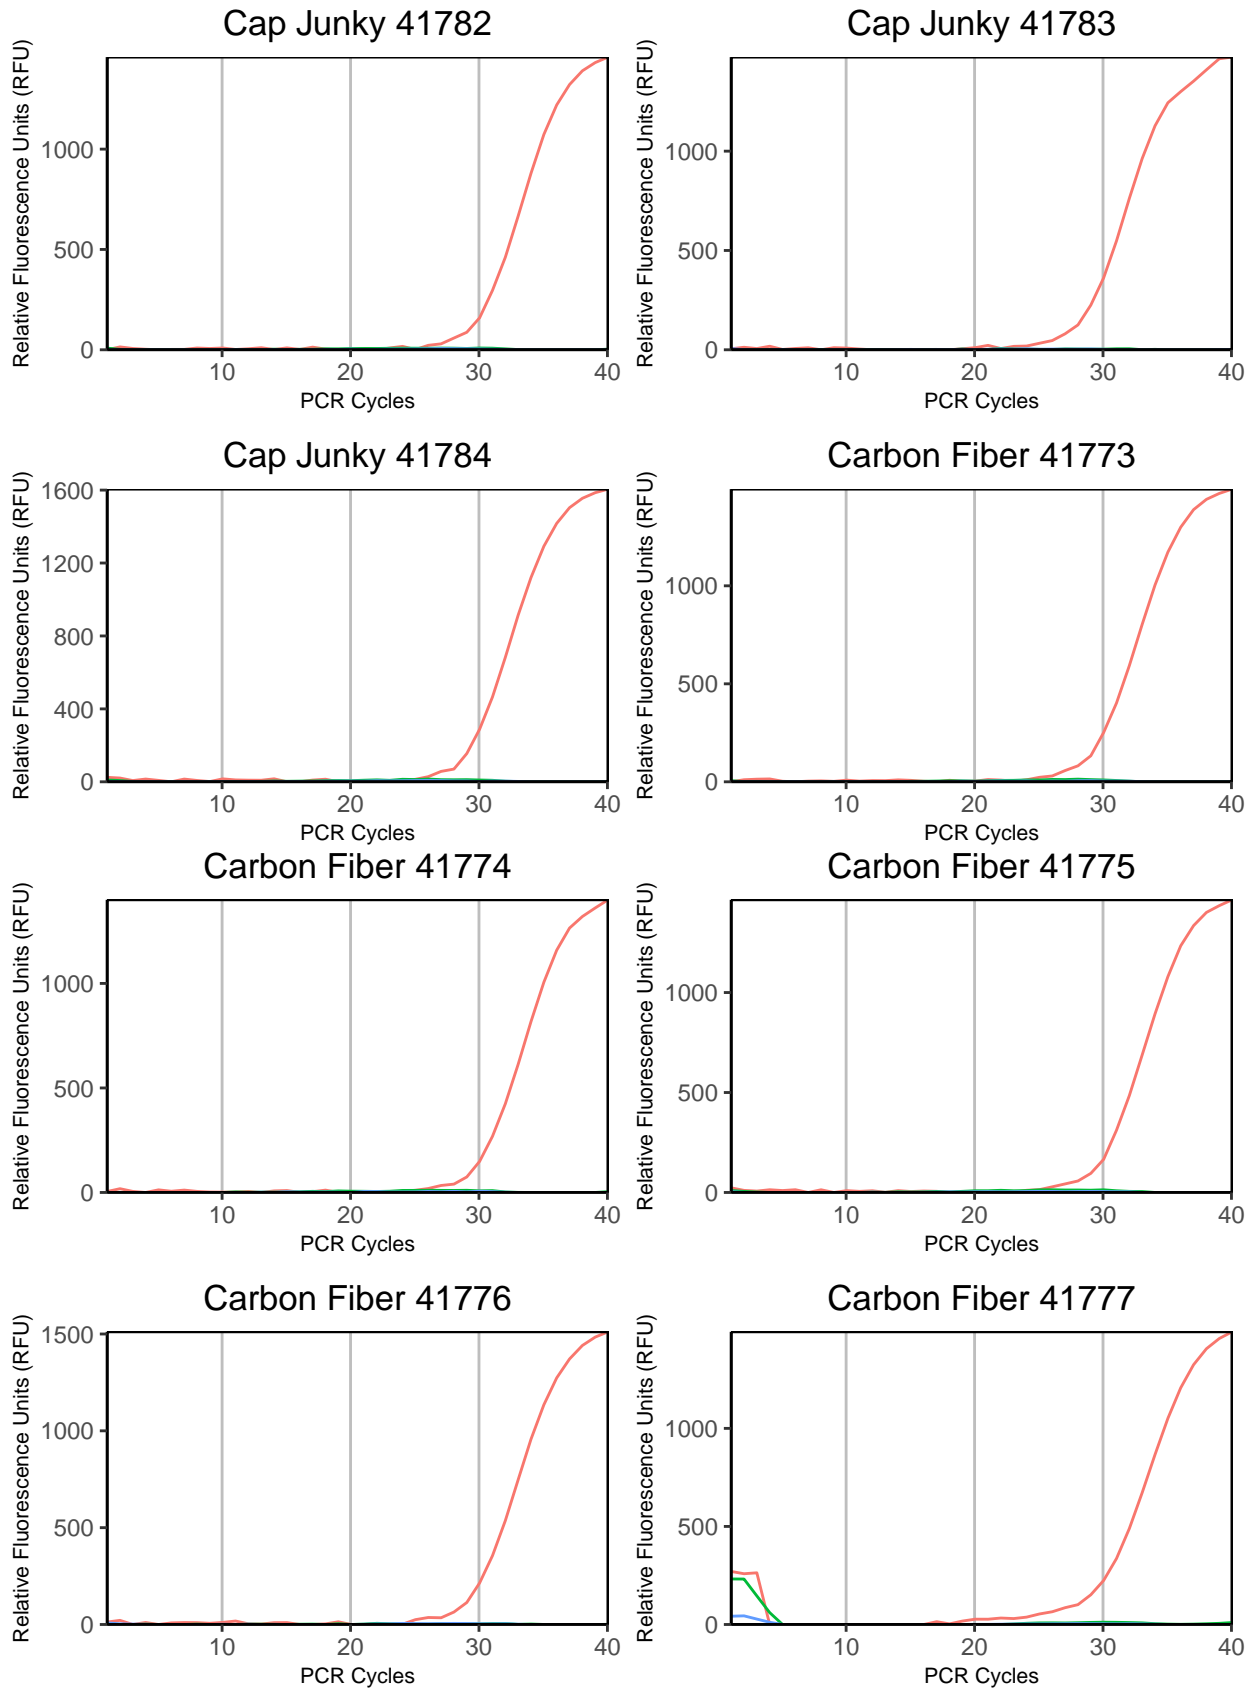 Cap Junky 41782
Relative Fluorescence Units (RFU)
1000
500
0
10 20 30 40
PCR Cycles
Cap Junky 41783
Relative Fluorescence Units (RFU)
1000
500
0
10 20 30 40
PCR Cycles
Cap Junky 41784
Relative Fluorescence Units (RFU)
1600
1200
800
400
0
10 20 30 40
PCR Cycles
Carbon Fiber 41773
Relative Fluorescence Units (RFU)
1000
500
0
10 20 30 40
PCR Cycles
Carbon Fiber 41774
Relative Fluorescence Units (RFU)
1000
500
0
10 20 30 40
PCR Cycles
Carbon Fiber 41775
Relative Fluorescence Units (RFU)
1000
500
0
10 20 30 40
PCR Cycles
Carbon Fiber 41776
Relative Fluorescence Units (RFU)
1500
1000
500
0
10 20 30 40
PCR Cycles
Carbon Fiber 41777
Relative Fluorescence Units (RFU)
1000
500
0
10 20 30 40
PCR Cycles